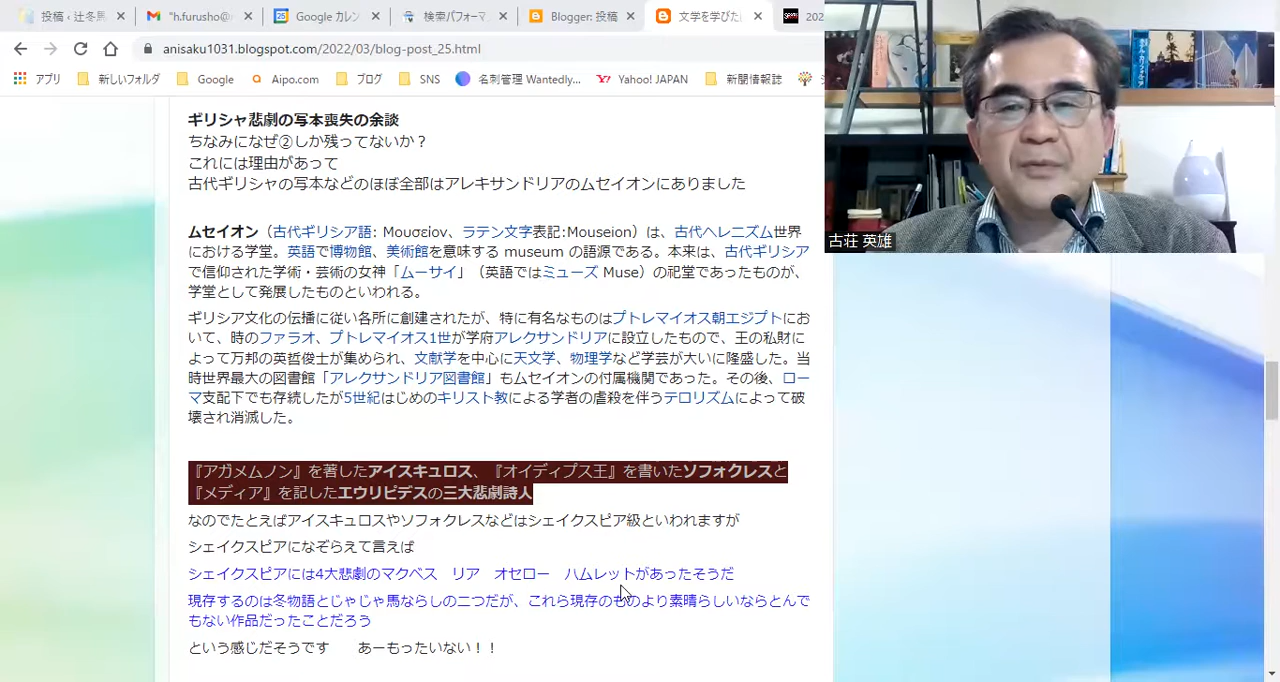 投稿 ‹ 辻冬馬
"h.furusho@
Google カレン
検索パフォーマ
Blogger: 投稿
文学を学びた
202
anisaku1031.blogspot.com/2022/03/blog-post_25.html
アプリ 新しいフォルダ Google Aipo.com ブログ SNS 名刺管理 Wantedly... Yahoo! JAPAN 新聞情報誌
ギリシャ悲劇の写本喪失の余談
ちなみになぜ②しか残ってないか？
これには理由があって
古代ギリシャの写本などのほぼ全部はアレキサンドリアのムセイオンにありました
ムセイオン（古代ギリシア語: Μουσεῖον、ラテン文字表記:Mouseion）は、古代ヘレニズム世界
における学堂。英語で博物館、美術館を意味する museum の語源である。本来は、古代ギリシア
で信仰された学術・芸術の女神「ムーサイ」（英語ではミューズ Muse）の祀堂であったものが、
学堂として発展したものといわれる。
ギリシア文化の伝播に従い各所に創建されたが、特に有名なものはプトレマイオス朝エジプトにお
いて、時のファラオ、プトレマイオス1世が学府アレクサンドリアに設立したもので、王の私財に
よって万邦の英哲俊士が集められ、文献学を中心に天文学、物理学など学芸が大いに隆盛した。当
時世界最大の図書館「アレクサンドリア図書館」もムセイオンの付属機関であった。その後、ロー
マ支配下でも存続したが5世紀はじめのキリスト教による学者の虐殺を伴うテロリズムによって破
壊され消滅した。
『アガメムノン』を著したアイスキュロス、『オイディプス王』を書いたソフォクレスと
『メディア』を記したエウリピデスの三大悲劇詩人
なのでたとえばアイスキュロスやソフォクレスなどはシェイクスピア級といわれますが
シェイクスピアになぞらえて言えば
シェイクスピアには4大悲劇のマクベス　リア　オセロー　ハムレットがあったそうだ
現存するのは冬物語とじゃじゃ馬ならしの二つだが、これら現存のものより素晴らしいならとんで
もない作品だったことだろう
という感じだそうです　　あーもったいない！！
古荘 英雄